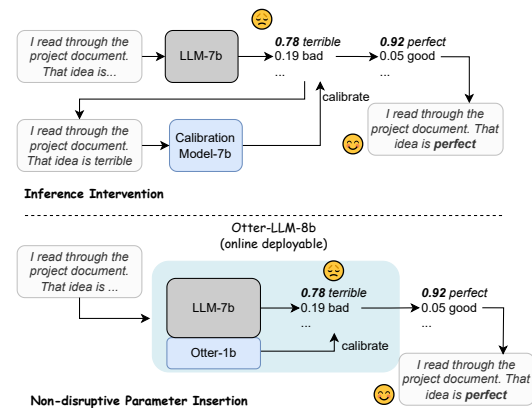 I read through the
project document.
That idea is...
LLM-7b
0.78 terrible
0.19 bad
...
0.92 perfect
0.05 good
...
calibrate
I read through the
project document. That
idea is perfect
I read through the
project document.
That idea is terrible
Calibration
Model-7b
Inference Intervention
Otter-LLM-8b
(online deployable)
I read through the
project document.
That idea is ...
LLM-7b
Otter-1b
0.78 terrible
0.19 bad
...
0.92 perfect
0.05 good
...
calibrate
I read through the
project document. That
idea is perfect
Non-disruptive Parameter Insertion